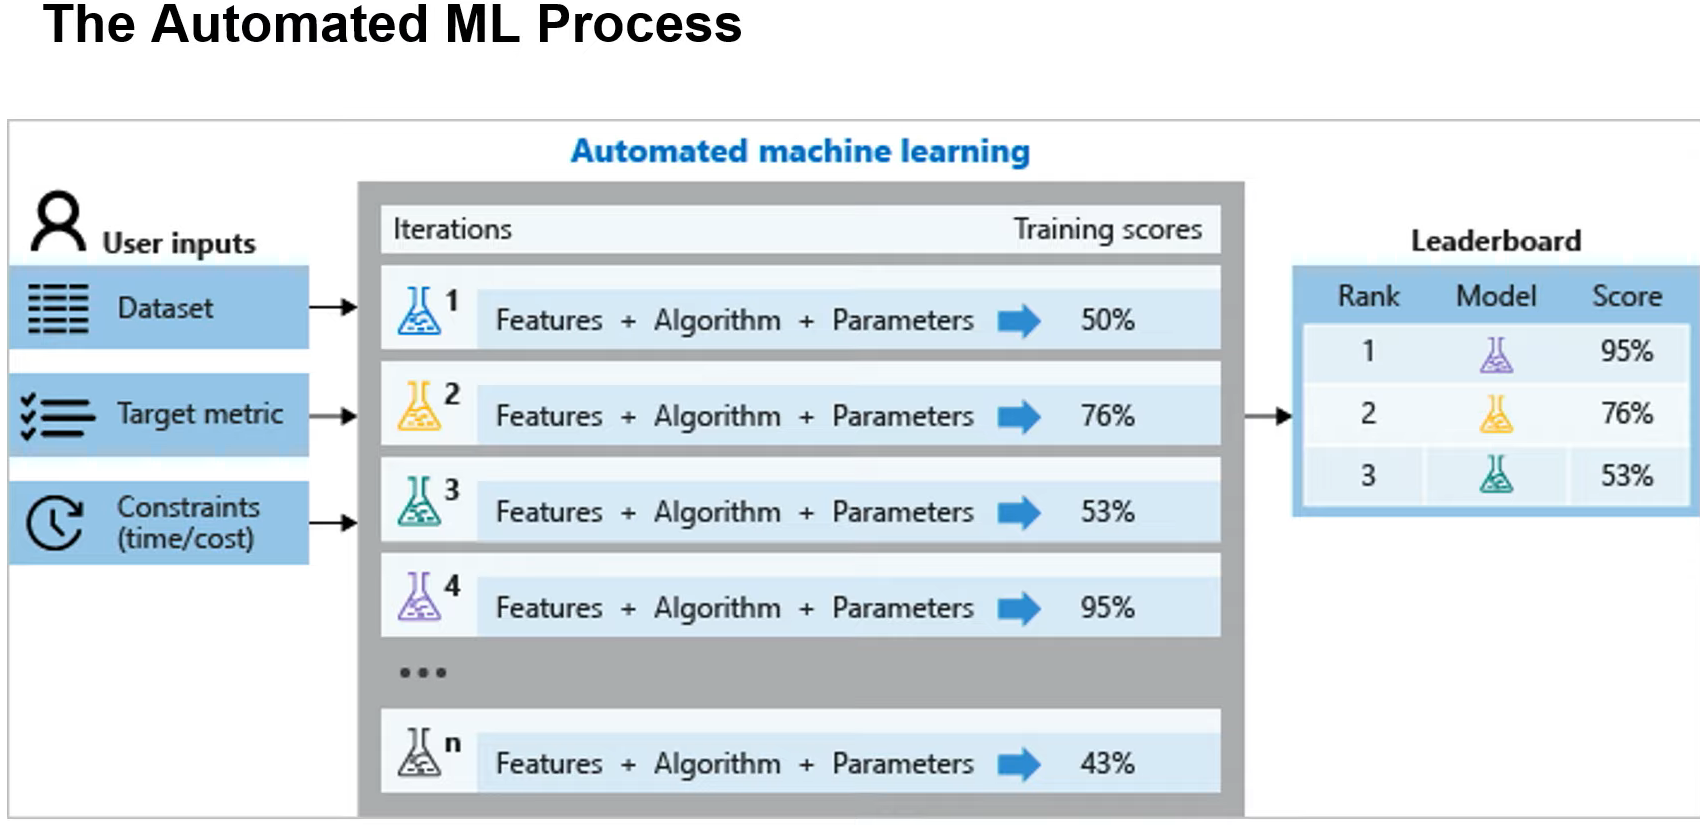 The Automated ML Process
Automated machine learning
User inputs
Dataset
Target metric
Constraints
(time/cost)
Iterations Training scores
1 Features + Algorithm + Parameters 50%
2 Features + Algorithm + Parameters 76%
3 Features + Algorithm + Parameters 53%
4 Features + Algorithm + Parameters 95%
...
n Features + Algorithm + Parameters 43%
Leaderboard
Rank Model Score
1 95%
2 76%
3 53%